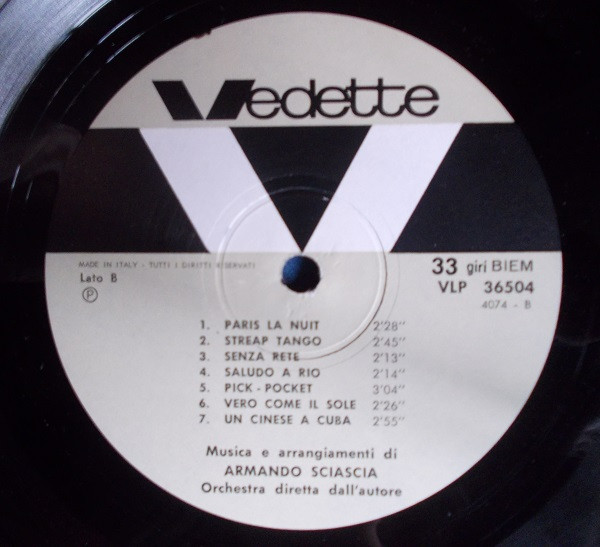 Vedette
MADE IN ITALY - TUTTI I DIRITTI RISERVATI
Lato B
P
33 giri BIEM
VLP 36504
4074 - B
1. PARIS LA NUIT 2'28"
2. STREAP TANGO 2'45"
3. SENZA RETE 2'13"
4. SALUDO A RIO 2'14"
5. PICK - POCKET 3'04"
6. VERO COME IL SOLE 2'26"
7. UN CINESE A CUBA 2'55"
Musica e arrangiamenti di
ARMANDO SCIASCIA
Orchestra diretta dall'autore